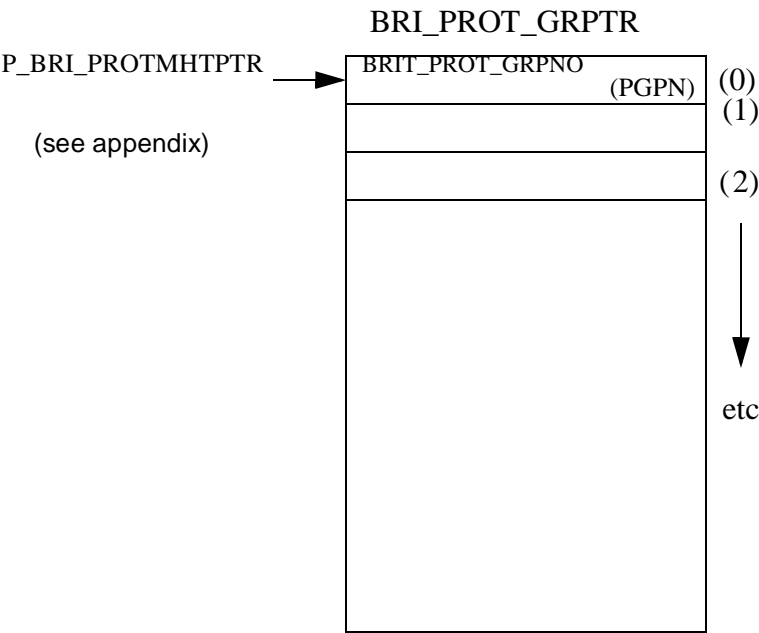 BRI_PROT_GRPTR
P_BRI_PROTMHTPTR
BRIT_PROT_GRPNO
(PGPN)
(0)
(1)
(see appendix)
(2)
etc